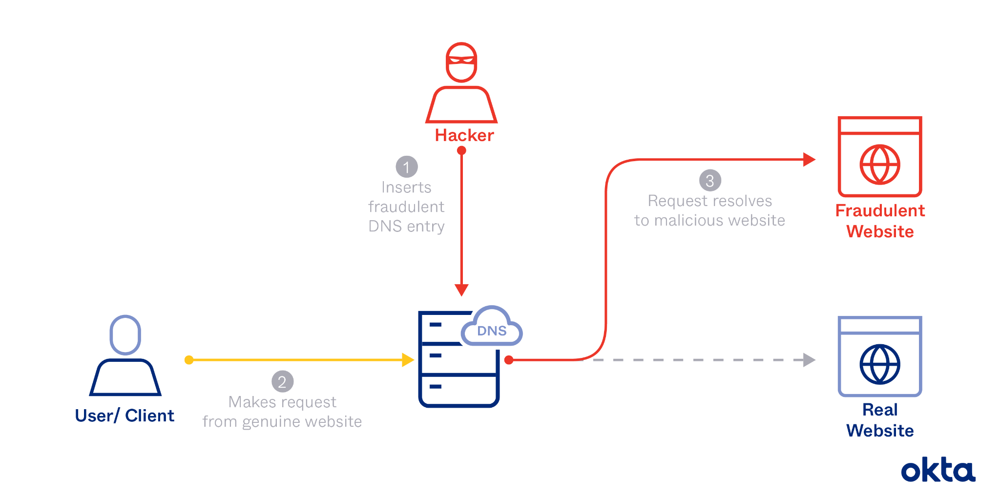 Hacker
1
Inserts
fraudulent
DNS entry
3
Request resolves
to malicious website
Fraudulent
Website
DNS
User/ Client
2
Makes request
from genuine website
Real
Website
okta